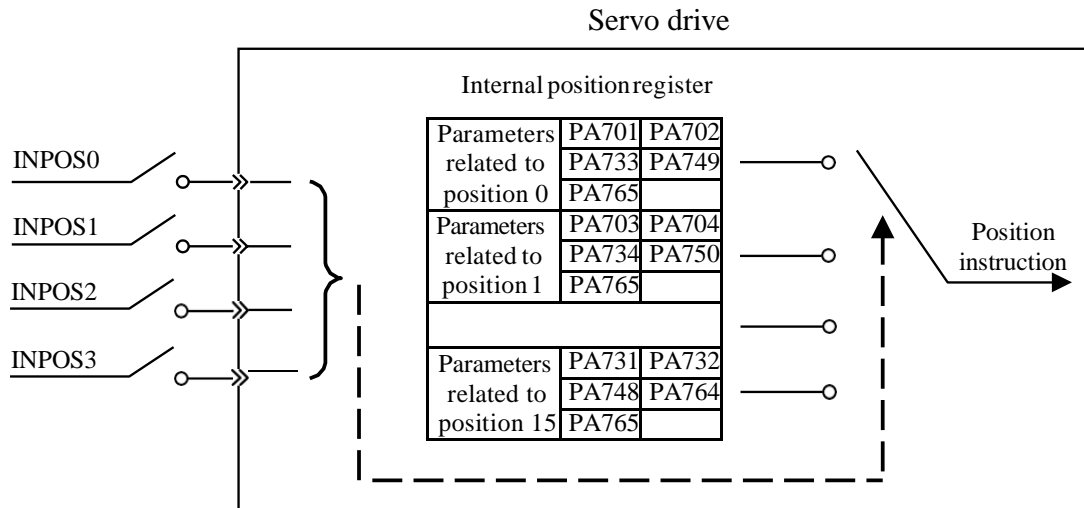 Servo drive
Internal position register
INPOS0
INPOS1
INPOS2
INPOS3
Parameters related to position 0
PA701 PA702
PA733 PA749
PA765
Parameters related to position 1
PA703 PA704
PA734 PA750
PA765
Parameters related to position 15
PA731 PA732
PA748 PA764
PA765
Position
instruction